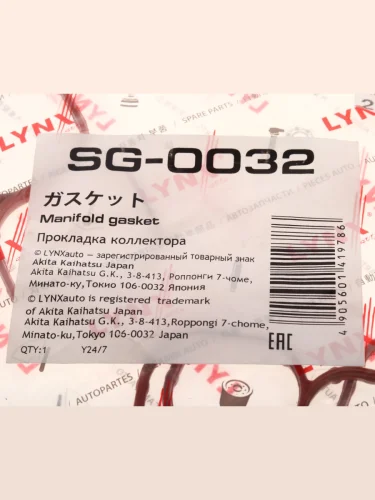 SG-0032
ガスケット
Manifold gasket
Прокладка коллектора
© LYNXauto — зарегистрированный товарный знак
Akita Kaihatsu Japan
Akita Kaihatsu G.K., 3-8-413, Роппонги 7-чоме,
Минато-ку, Токио 106-0032 Япония
© LYNXauto is registered trademark
of Akita Kaihatsu Japan
Akita Kaihatsu G.K., 3-8-413, Roppongi 7-chome,
Minato-ku, Tokyo 106-0032 Japan
QTY:1 Y24/7
EAC
4 905601 419786
LYNX
SPARE PARTS